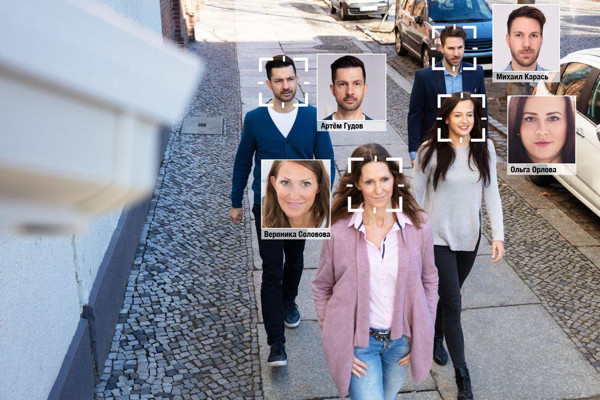 Михаил Карась
Артём Гудов
Ольга Орлова
Вероника Соловова